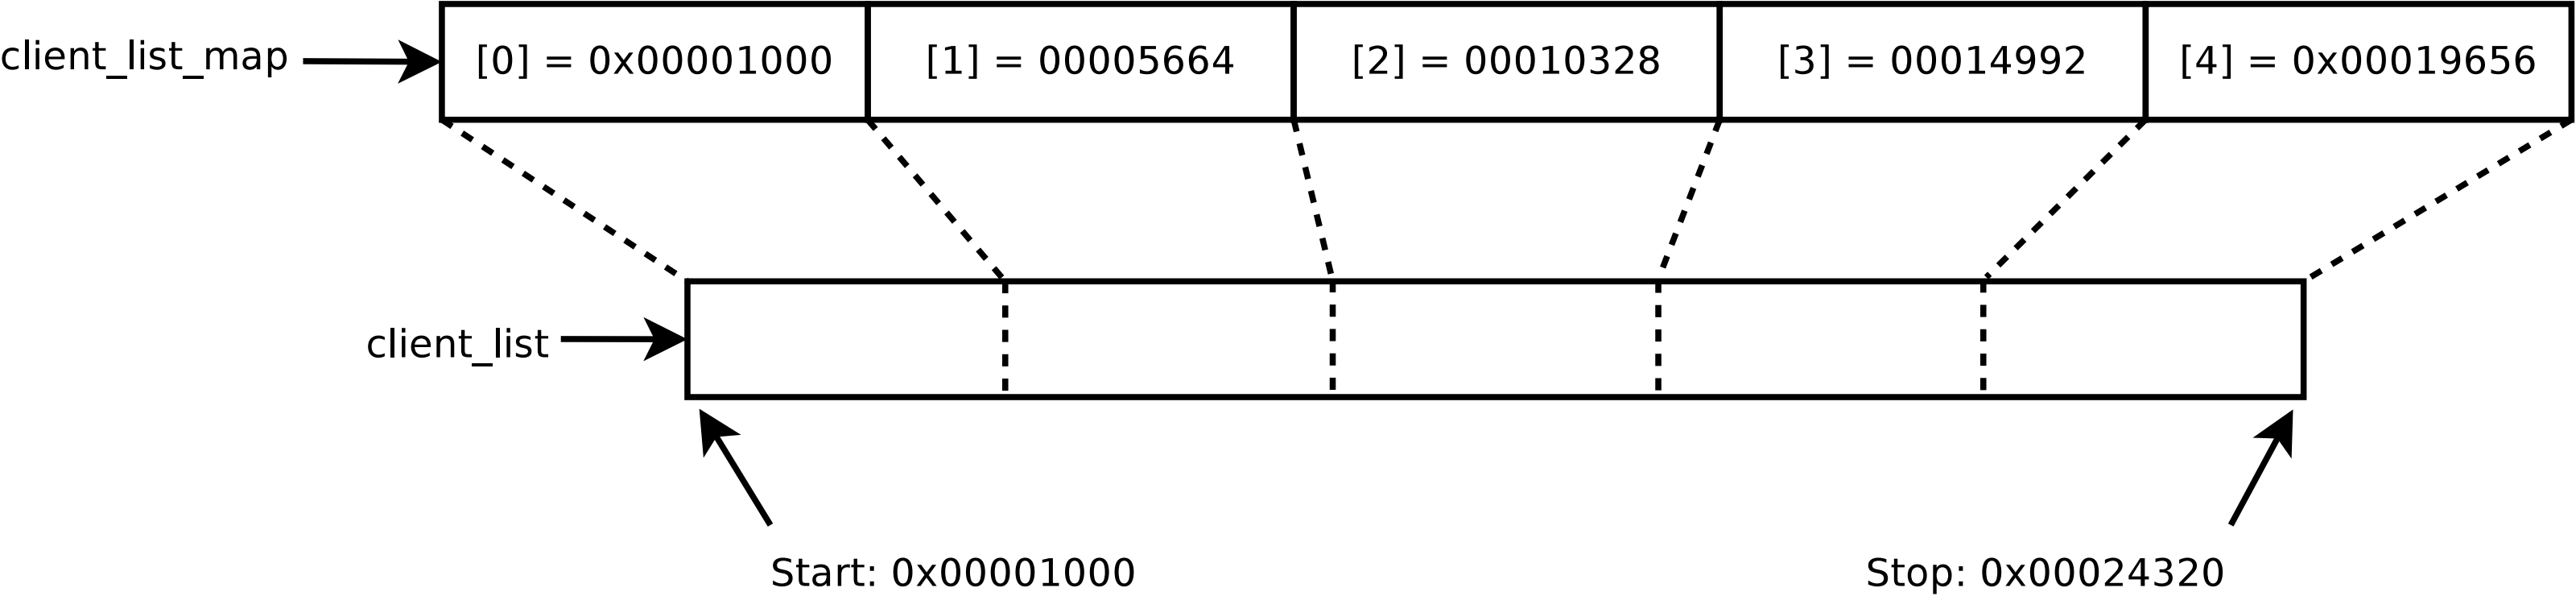 client_list_map
[0] = 0x00001000
[1] = 00005664
[2] = 00010328
[3] = 00014992
[4] = 0x00019656
client_list
Start: 0x00001000
Stop: 0x00024320